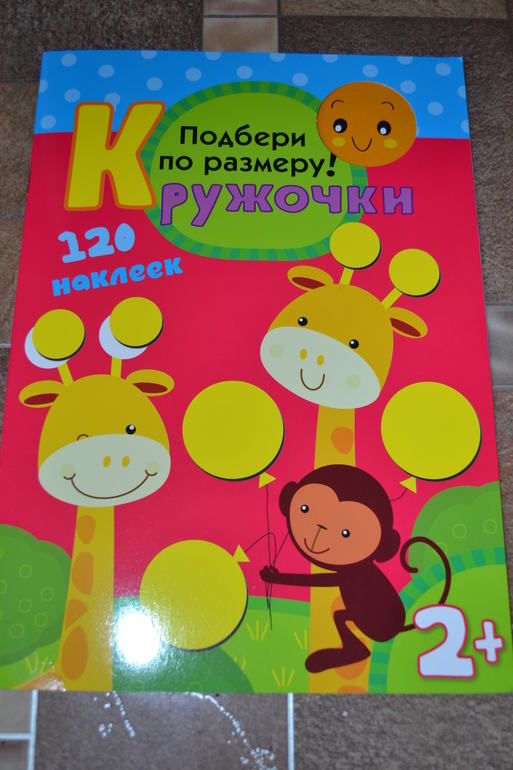 Подбери
по размеру!
Кружочки
120
наклеек
2+